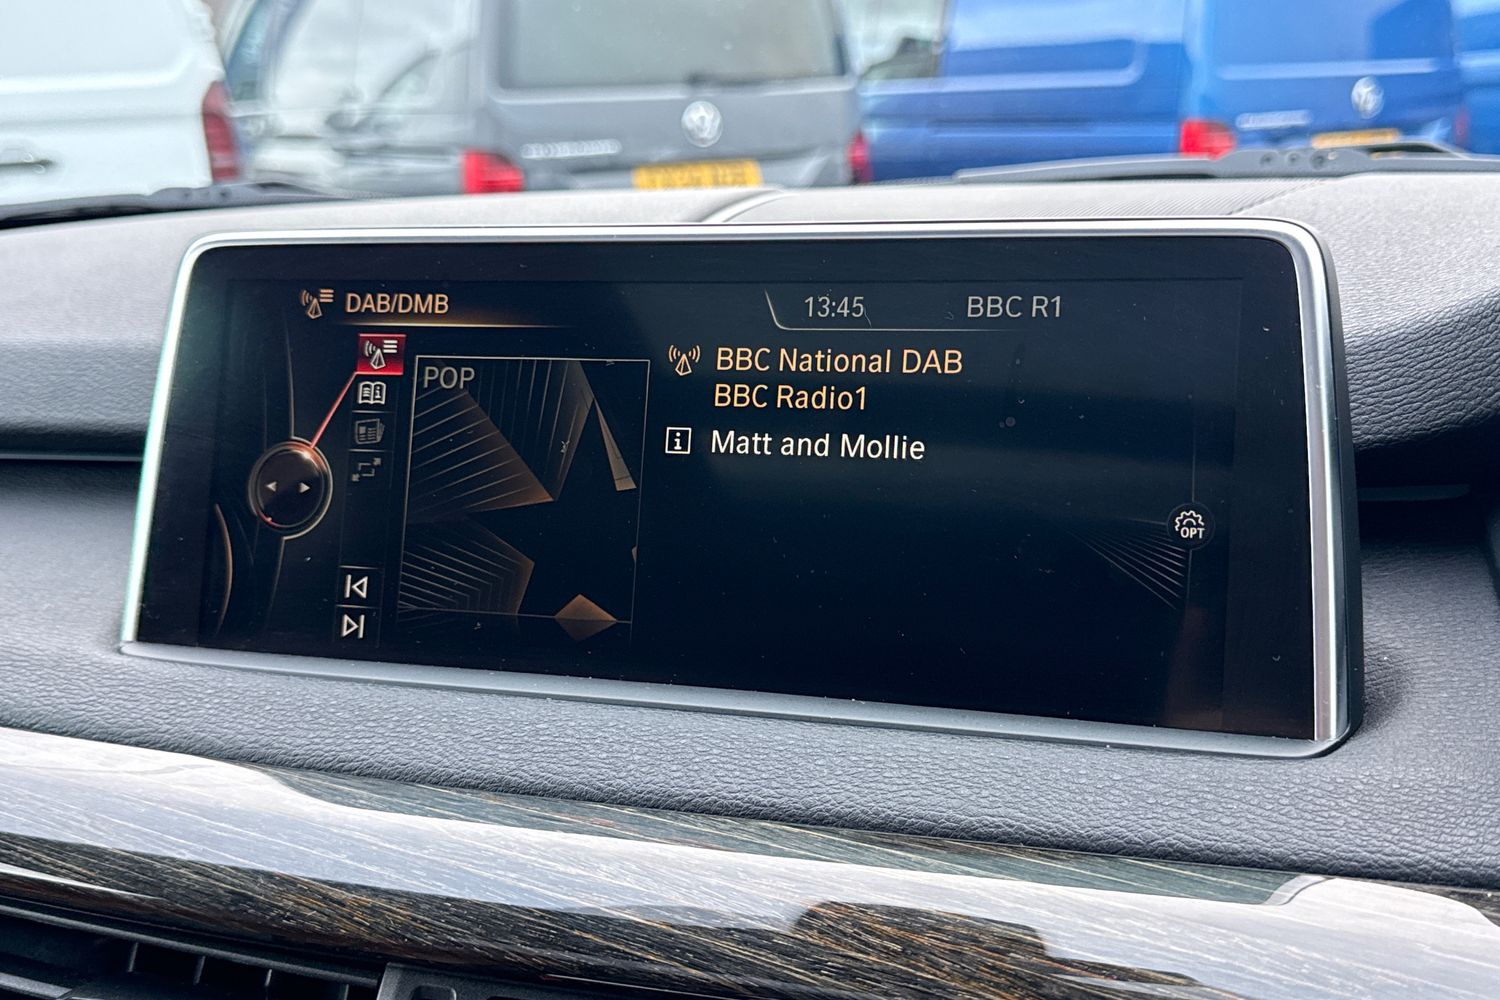 DAB/DMB
13:45
BBC R1
POP
BBC National DAB
BBC Radio1
Matt and Mollie
OPT